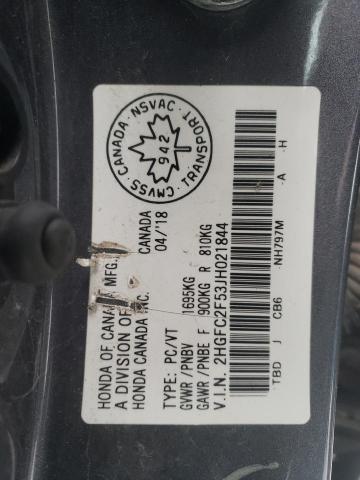 HONDA OF CANADA MFG. CANADA
A DIVISION OF 04/'18
HONDA CANADA INC.
TYPE: PC/VT
GVWR/PNBV 1695KG
GAWR/PNBE F 900KG R 810KG
V.I.N. 2HGFC2F53JH021844
TBD J CB6 NH797M A H
CMVSS · CANADA · NSVAC · TRANSPORT
942